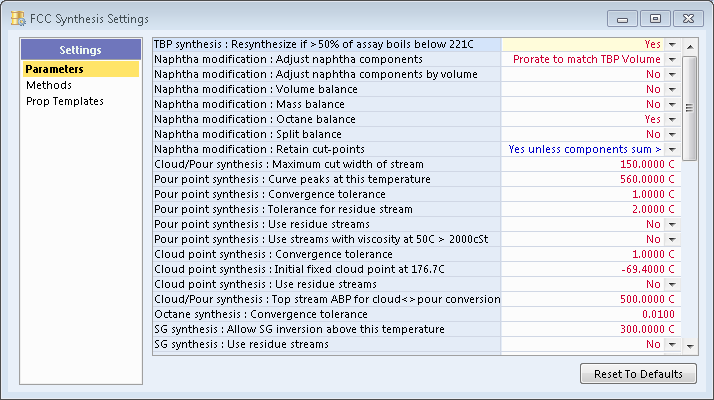 FCC Synthesis Settings
Settings
Parameters
Methods
Prop Templates
TBP synthesis : Resynthesize if >50% of assay boils below 221C Yes
Naphtha modification : Adjust naphtha components Prorate to match TBP Volume
Naphtha modification : Adjust naphtha components by volume No
Naphtha modification : Volume balance No
Naphtha modification : Mass balance No
Naphtha modification : Octane balance Yes
Naphtha modification : Split balance No
Naphtha modification : Retain cut-points Yes unless components sum >
Cloud/Pour synthesis : Maximum cut width of stream 150.0000 C
Pour point synthesis : Curve peaks at this temperature 560.0000 C
Pour point synthesis : Convergence tolerance 1.0000 C
Pour point synthesis : Tolerance for residue stream 2.0000 C
Pour point synthesis : Use residue streams No
Pour point synthesis : Use streams with viscosity at 50C > 2000cSt No
Cloud point synthesis : Convergence tolerance 1.0000 C
Cloud point synthesis : Initial fixed cloud point at 176.7C -69.4000 C
Cloud point synthesis : Use residue streams No
Cloud/Pour synthesis : Top stream ABP for cloud<>pour conversion 500.0000 C
Octane synthesis : Convergence tolerance 0.0100
SG synthesis : Allow SG inversion above this temperature 300.0000 C
SG synthesis : Use residue streams No
Reset To Defaults